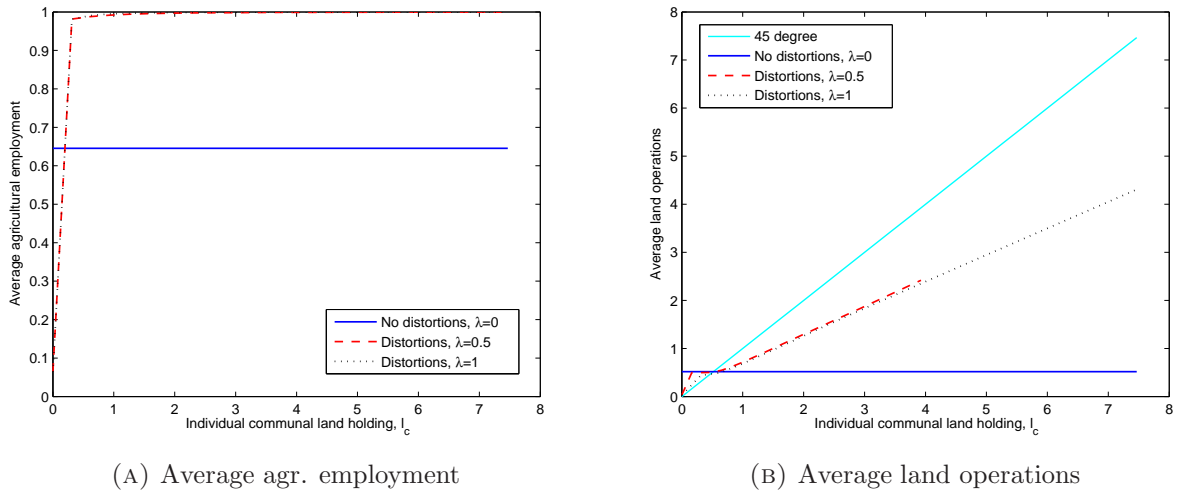 1
0.9
0.8
0.7
0.6
0.5
0.4
0.3
0.2
0.1
0
Average agricultural employment
0 1 2 3 4 5 6 7 8
Individual communal land holding, l_c
No distortions, λ=0
Distortions, λ=0.5
Distortions, λ=1
(A) Average agr. employment
8
7
6
5
4
3
2
1
0
Average land operations
0 1 2 3 4 5 6 7 8
Individual communal land holding, l_c
45 degree
No distortions, λ=0
Distortions, λ=0.5
Distortions, λ=1
(B) Average land operations